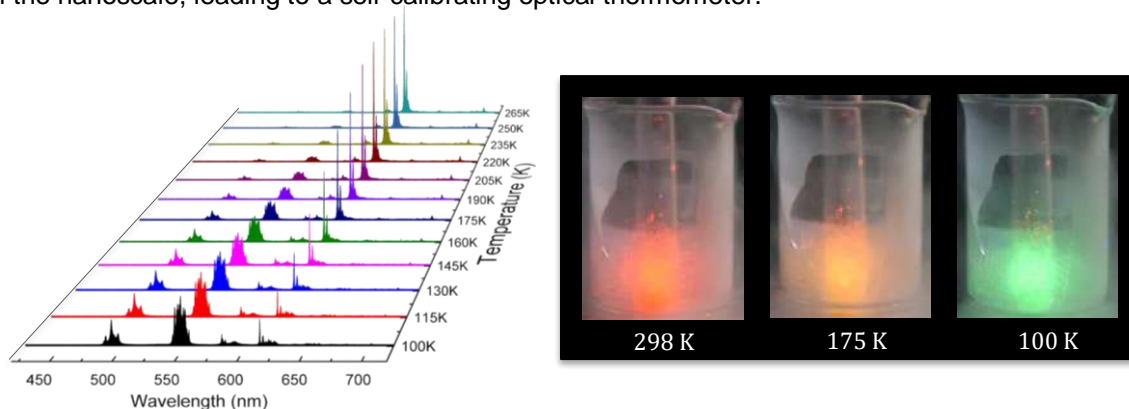 the nanoscale, leading to a self-calibrating optical thermometer.
265K
250K
235K
220K
205K
190K
175K
160K
145K
130K
115K
100K
Temperature (K)
450 500 550 600 650 700
Wavelength (nm)
298 K 175 K 100 K